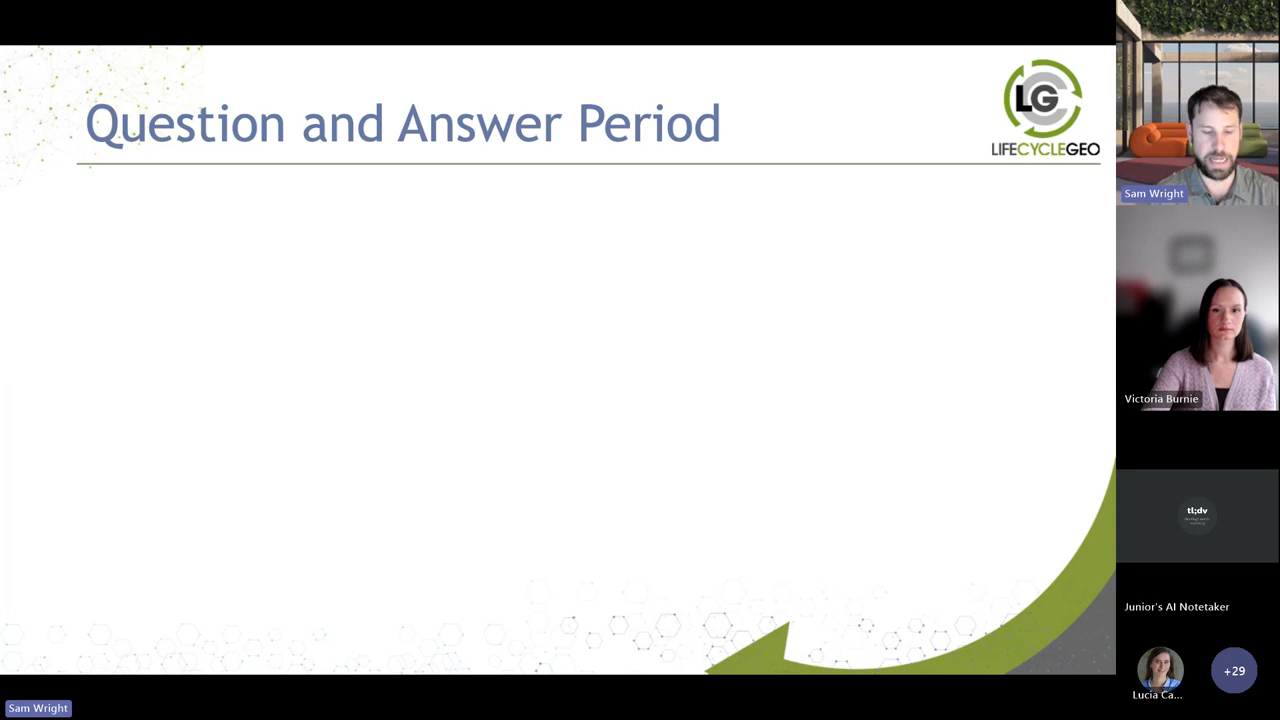 Question and Answer Period
LGC
LIFECYCLEGEO
Sam Wright
Victoria Burnie
tl;dv
Junior's AI Notetaker
Lucia Ca...
+29
Sam Wright